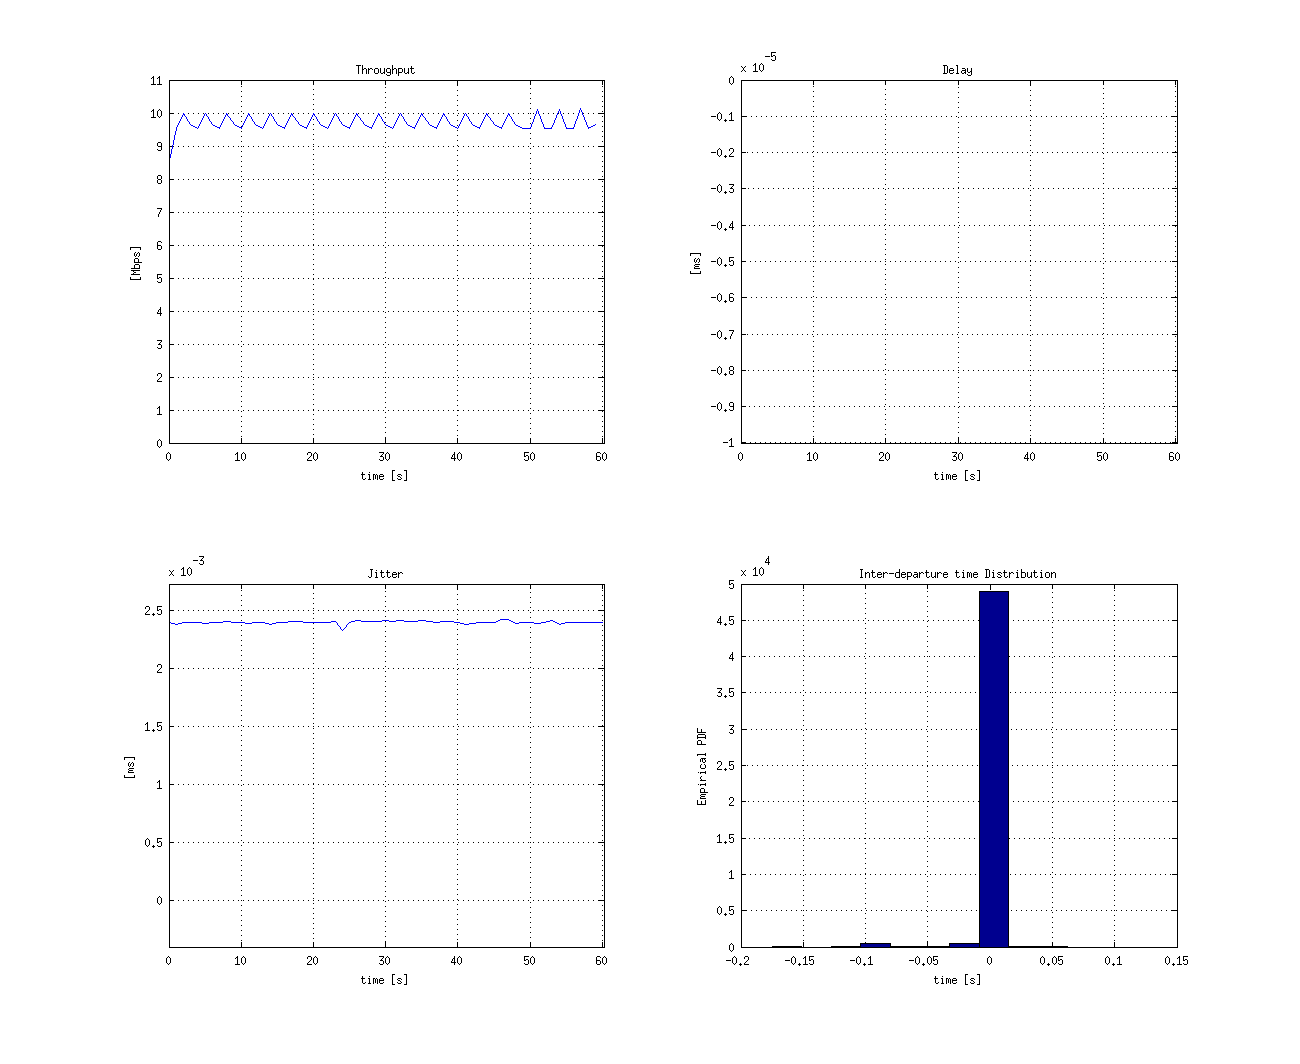 Throughput
11
10
9
8
7
6
5
4
3
2
1
0
[Mbps]
0 10 20 30 40 50 60
time [s]
x 10^-5
Delay
0
-0.1
-0.2
-0.3
-0.4
-0.5
-0.6
-0.7
-0.8
-0.9
-1
[ms]
0 10 20 30 40 50 60
time [s]
x 10^-3
Jitter
2.5
2
1.5
1
0.5
0
[ms]
0 10 20 30 40 50 60
time [s]
x 10^4
Inter-departure time Distribution
5
4.5
4
3.5
3
2.5
2
1.5
1
0.5
0
Empirical PDF
-0.2 -0.15 -0.1 -0.05 0 0.05 0.1 0.15
time [s]